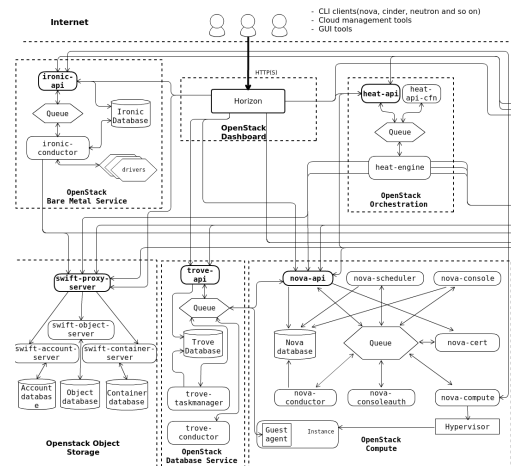 Internet
- CLI clients(nova, cinder, neutron and so on)
- Cloud management tools
- GUI tools
HTTP(S)
ironic-
api
Queue
Ironic
Database
ironic-
conductor
drivers
OpenStack
Bare Metal Service
Horizon
OpenStack
Dashboard
heat-api
heat-
api-cfn
Queue
heat-engine
OpenStack
Orchestration
swift-proxy-
server
swift-object-
server
swift-account-
server
swift-container-
server
Account
databas
e
Object
database
Container
database
Openstack Object
Storage
trove-
api
Queue
Trove
Database
trove-
taskmanager
trove-
conductor
OpenStack
Database Service
nova-api
nova-scheduler
nova-console
Nova
database
Queue
nova-cert
nova-
conductor
nova-
consoleauth
nova-compute
Hypervisor
Guest
agent
Instance
OpenStack
Compute